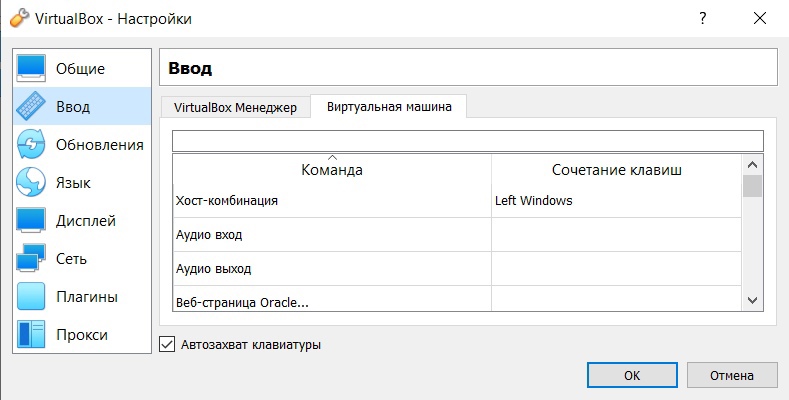 VirtualBox - Настройки
?
Общие
Ввод
Обновления
Язык
Дисплей
Сеть
Плагины
Прокси
Ввод
VirtualBox Менеджер
Виртуальная машина
Команда
Сочетание клавиш
Хост-комбинация
Left Windows
Аудио вход
Аудио выход
Веб-страница Oracle...
Автозахват клавиатуры
OK
Отмена